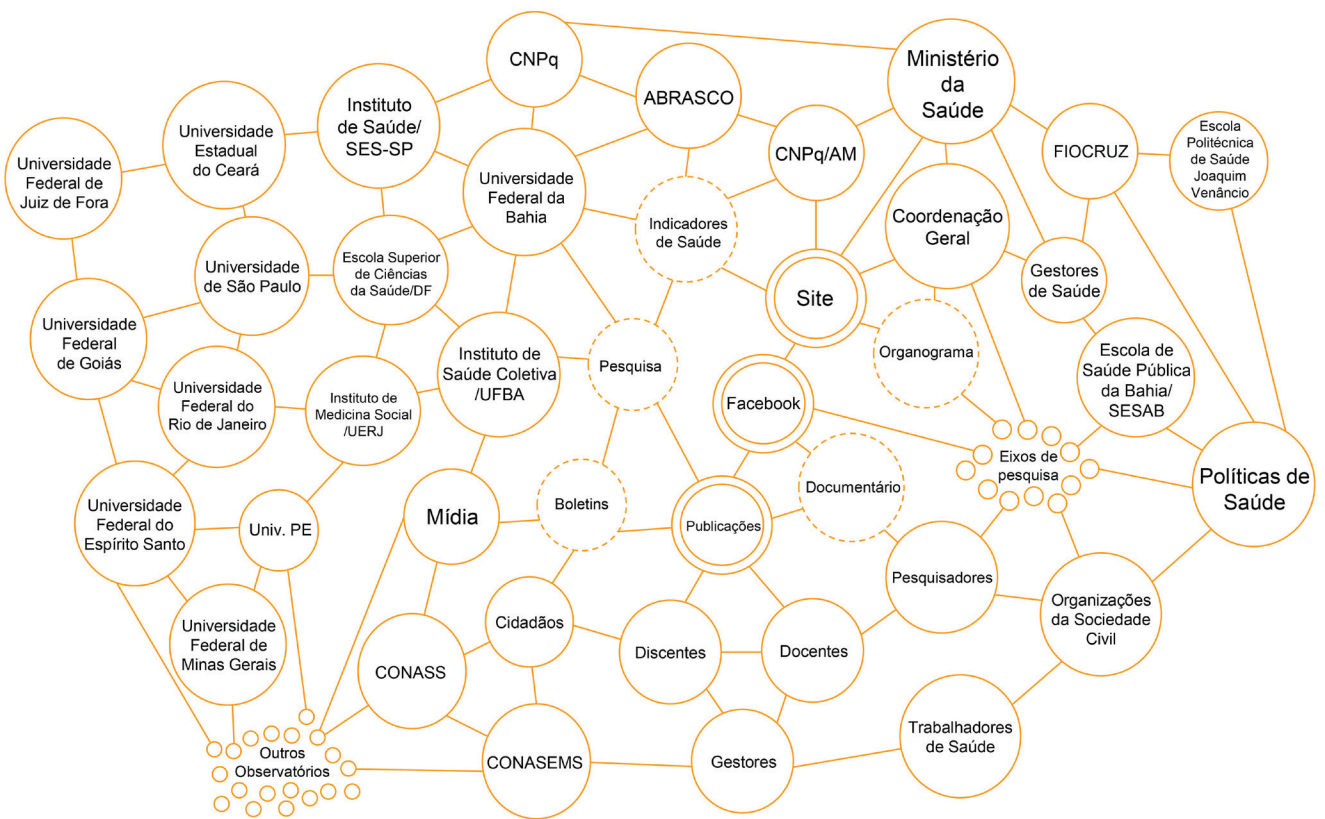 CNPq
Ministério
da
Saúde
ABRASCO
Instituto
de Saúde/
SES-SP
Universidade
Estadual
do Ceará
Universidade
Federal de
Juiz de Fora
CNPq/AM
FIOCRUZ
Escola
Politécnica
de Saúde
Joaquim
Venâncio
Universidade
Federal da
Bahia
Indicadores
de Saúde
Coordenação
Geral
Universidade
de São Paulo
Escola Superior
de Ciências
da Saúde/DF
Site
Gestores
de Saúde
Universidade
Federal
de Goiás
Instituto de
Saúde Coletiva
/UFBA
Pesquisa
Organograma
Escola de
Saúde Pública
da Bahia/
SESAB
Universidade
Federal do
Rio de Janeiro
Instituto de
Medicina Social
/UERJ
Facebook
Eixos de
pesquisa
Políticas de
Saúde
Universidade
Federal do
Espírito Santo
Univ. PE
Mídia
Boletins
Publicações
Documentário
Pesquisadores
Organizações
da Sociedade
Civil
Universidade
Federal de
Minas Gerais
Cidadãos
CONASS
Discentes
Docentes
Outros
Observatórios
CONASEMS
Gestores
Trabalhadores
de Saúde